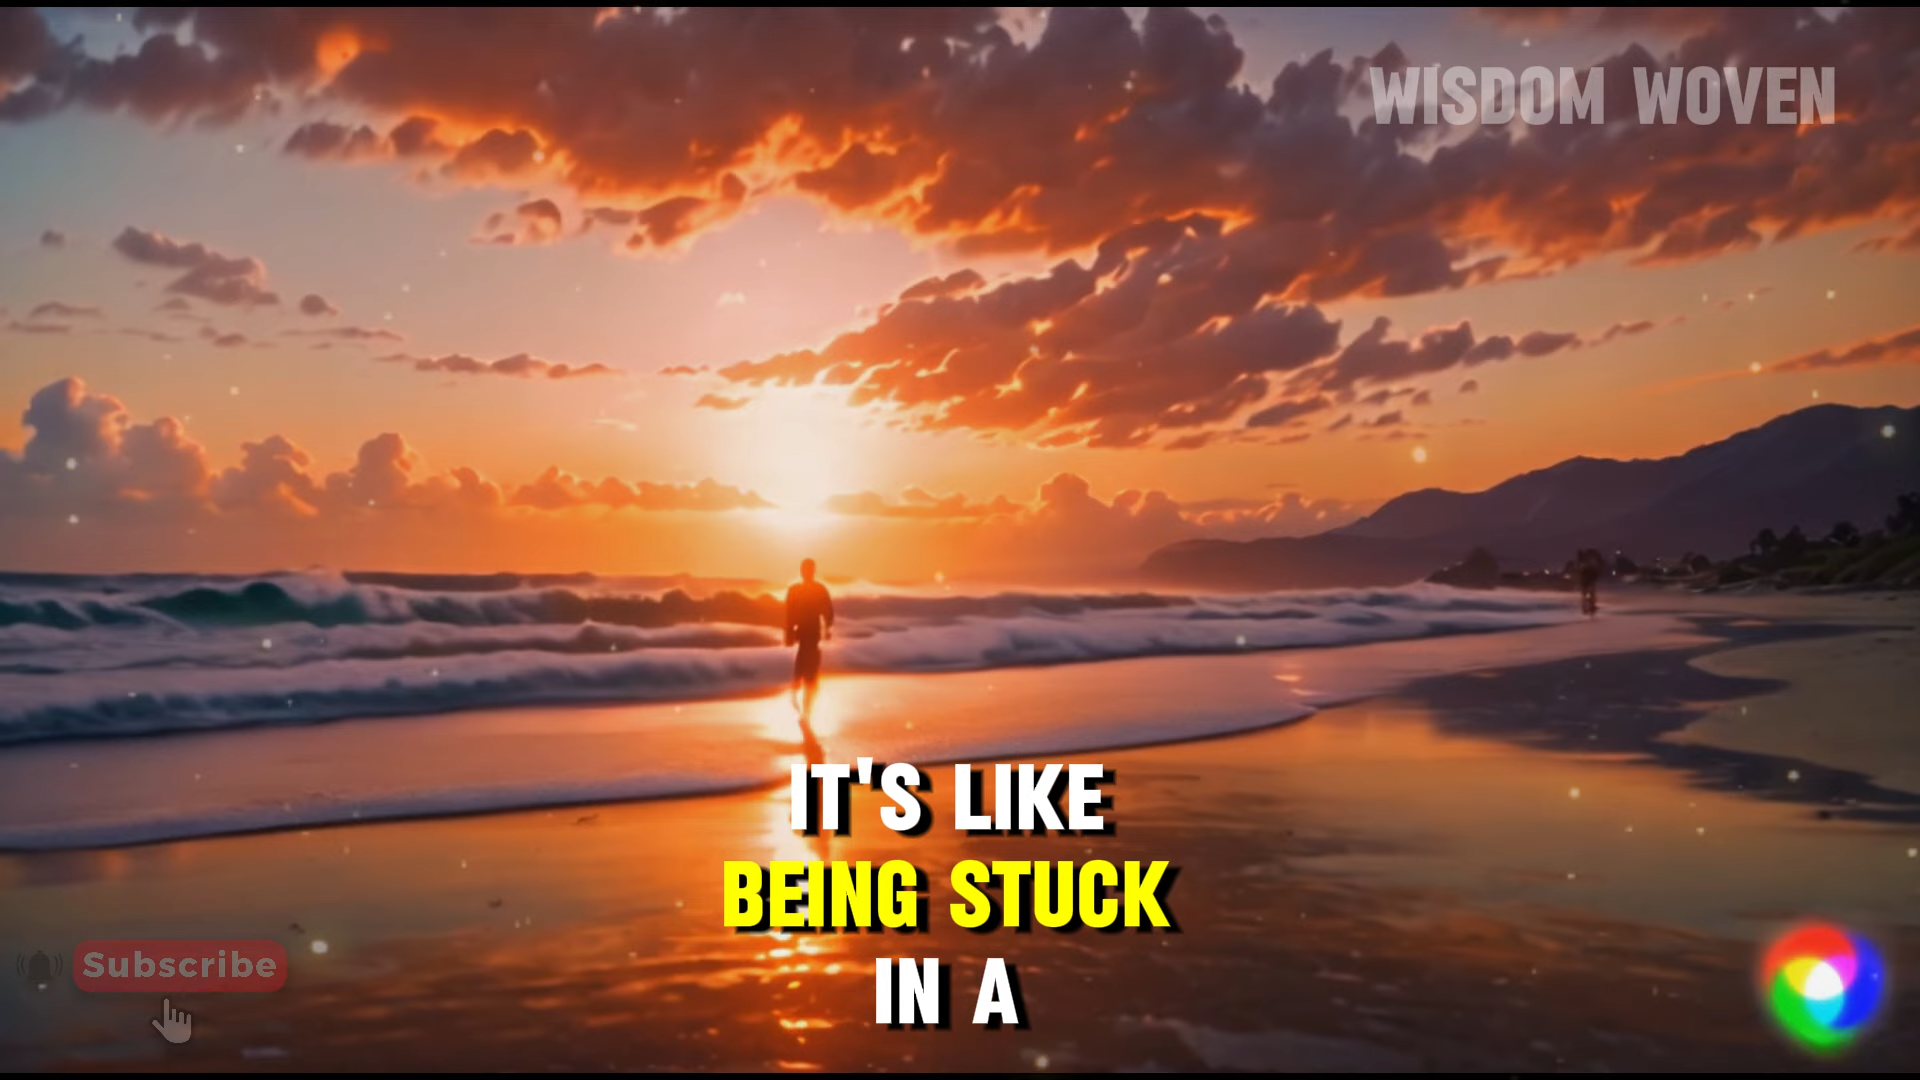 WISDOM WOVEN
IT'S LIKE
BEING STUCK
IN A
Subscribe